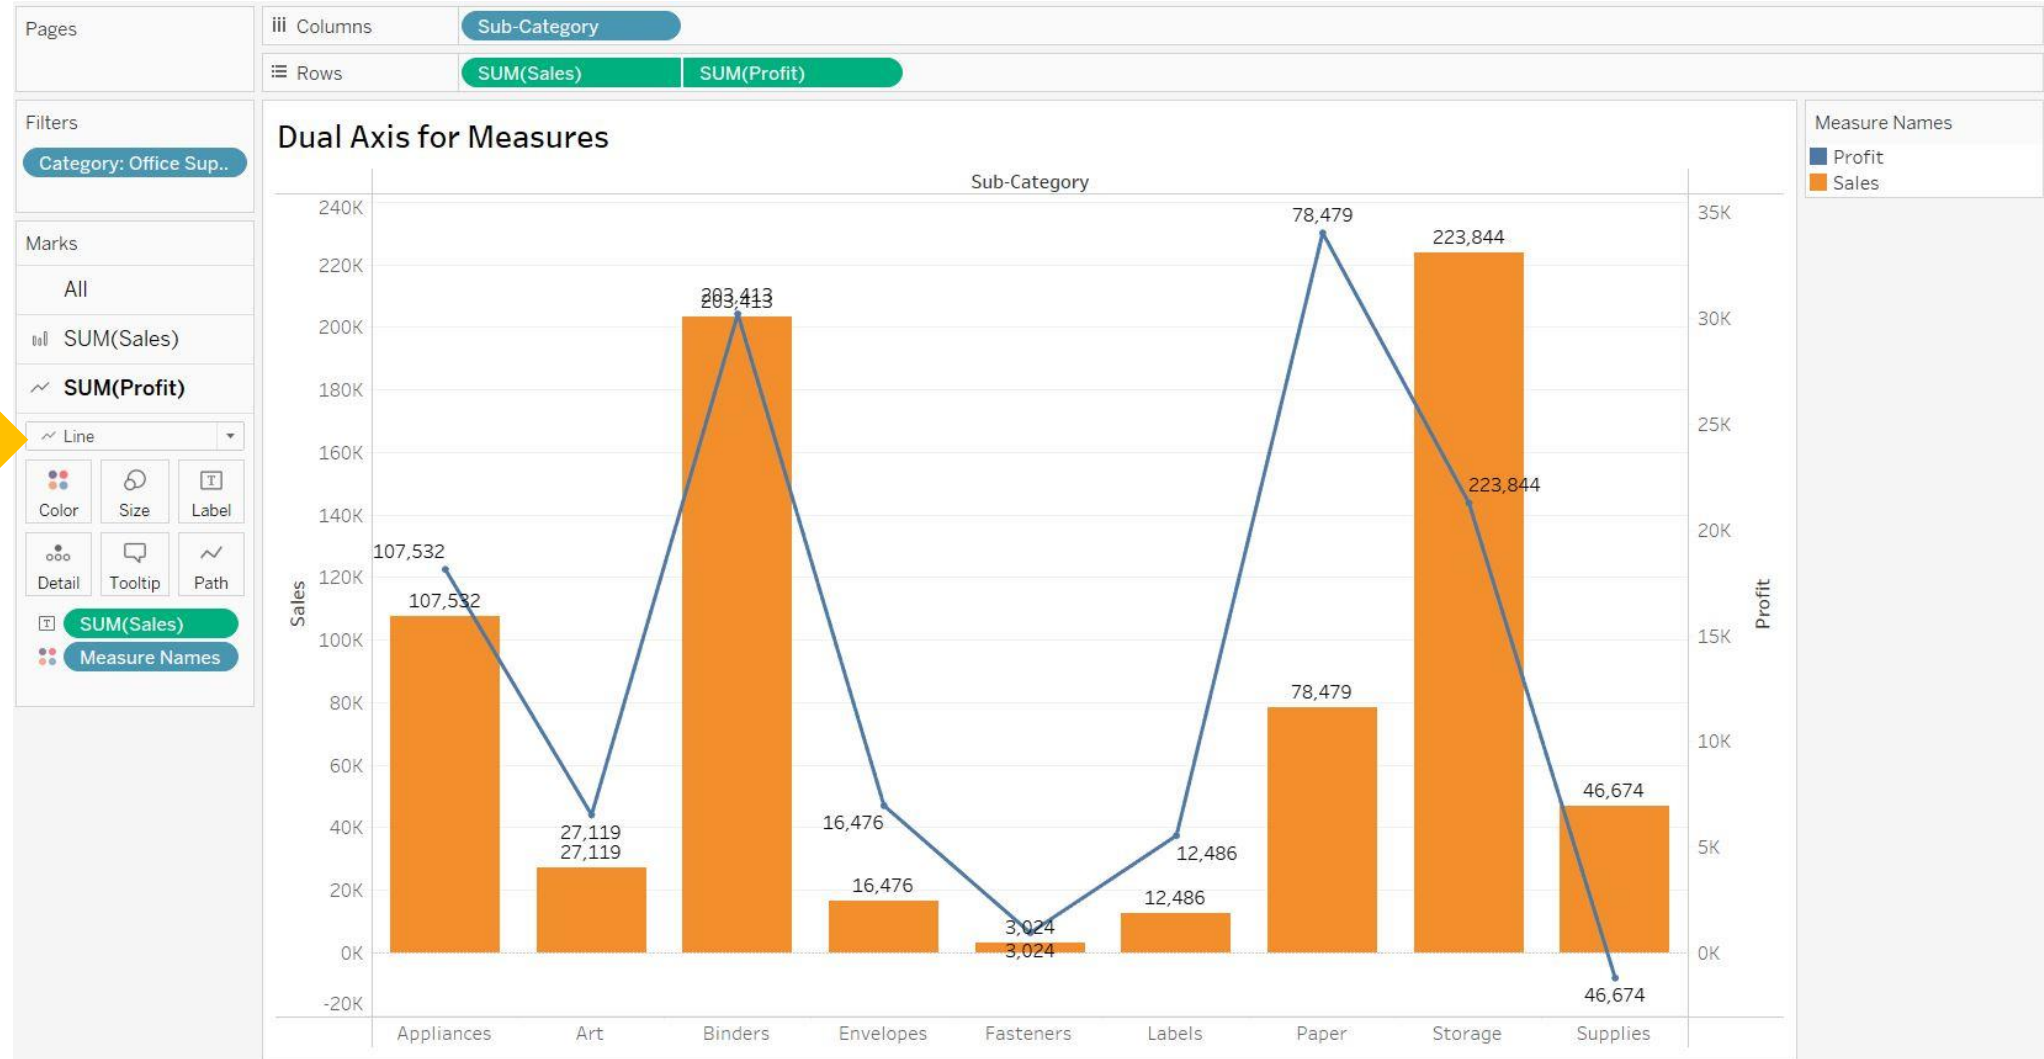 Pages
iii Columns
Sub-Category
Rows
SUM(Sales)
SUM(Profit)
Filters
Category: Office Sup..
Marks
All
SUM(Sales)
SUM(Profit)
Line
Color
Size
T
Label
Detail
Tooltip
Path
T
SUM(Sales)
Measure Names
Dual Axis for Measures
Sub-Category
Sales
240K
220K
200K
180K
160K
140K
120K
100K
80K
60K
40K
20K
0K
-20K
107,532
107,532
27,119
27,119
203,413
203,413
16,476
16,476
3,024
3,024
12,486
12,486
78,479
78,479
223,844
223,844
46,674
46,674
Appliances
Art
Binders
Envelopes
Fasteners
Labels
Paper
Storage
Supplies
35K
30K
25K
20K
15K
10K
5K
0K
Profit
Measure Names
Profit
Sales